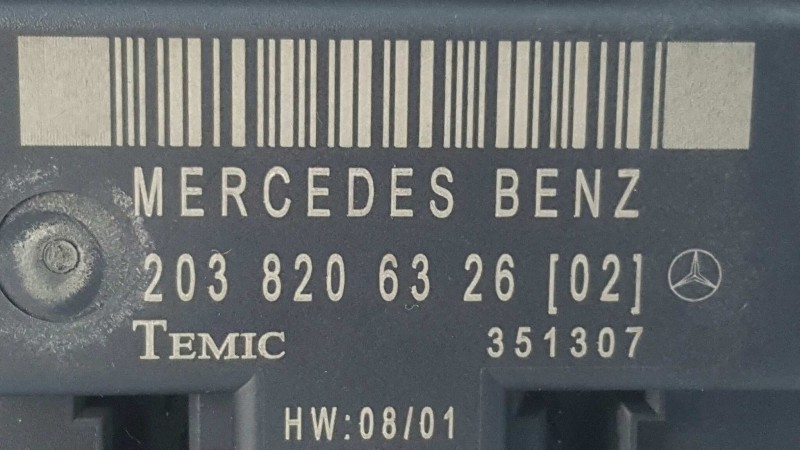 MERCEDES BENZ
203 820 63 26 [02]
TEMIC 351307
HW:08/01